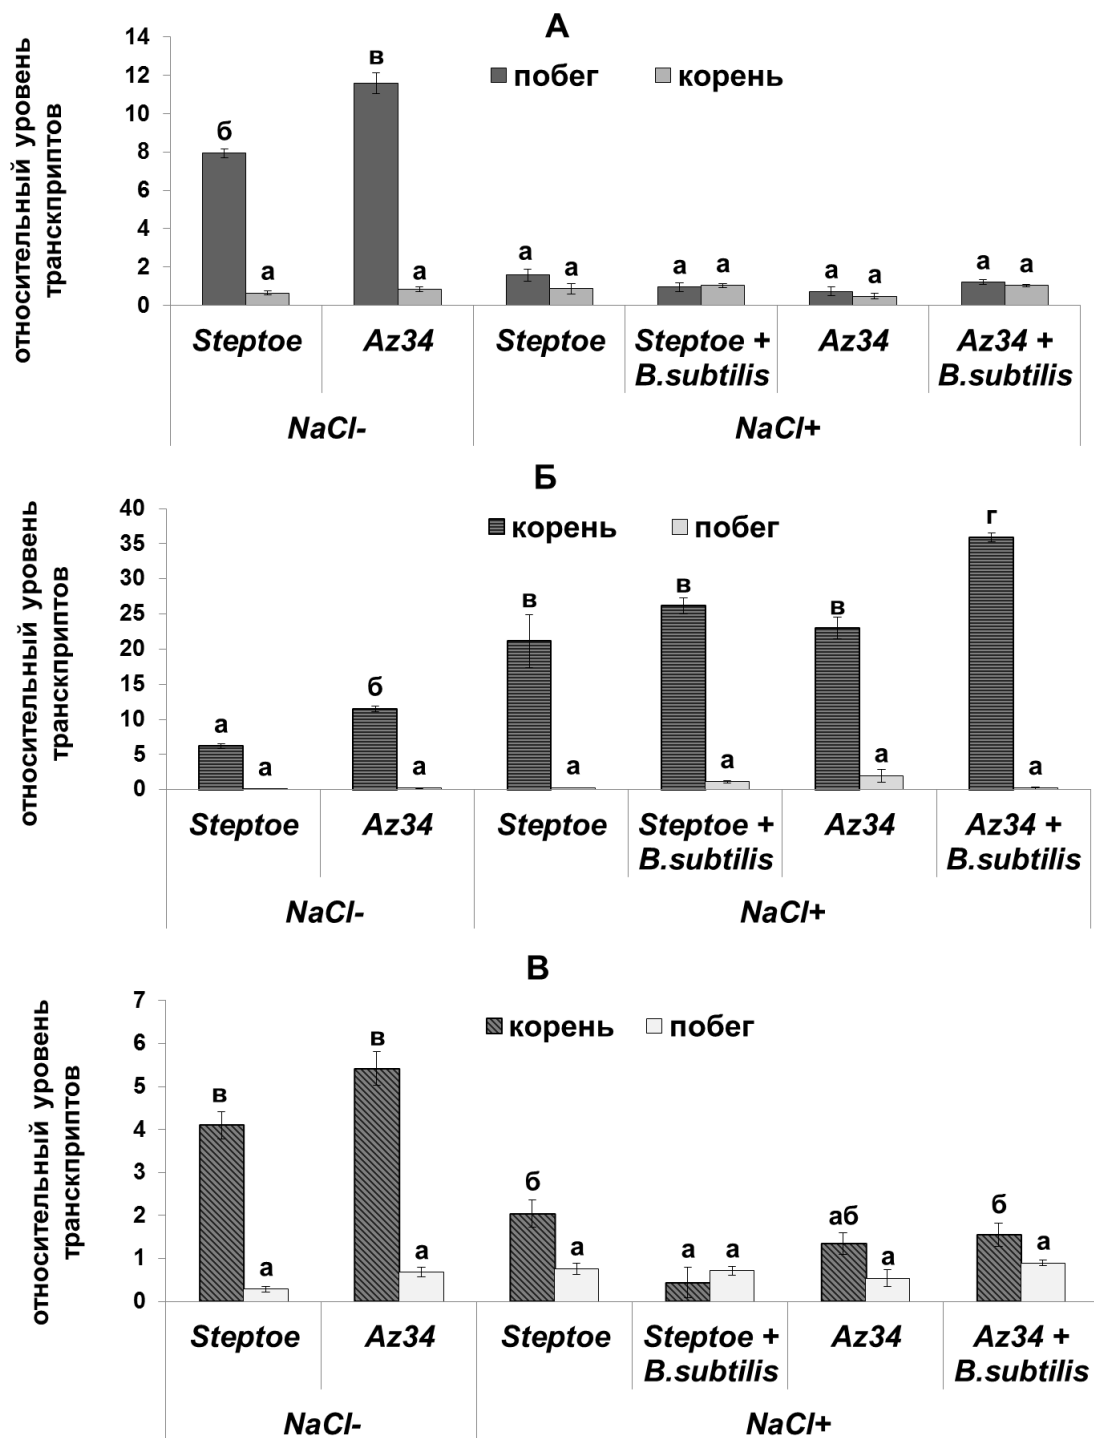 А
относительный уровень
транскриптов
14
12
10
8
6
4
2
0
побег корень
б а в а а а а а а а а а
Steptoe Az34 Steptoe Steptoe + B.subtilis Az34 Az34 + B.subtilis
NaCl- NaCl+
Б
относительный уровень
транскриптов
40
35
30
25
20
15
10
5
0
корень побег
а а б а в а в а в а г а
Steptoe Az34 Steptoe Steptoe + B.subtilis Az34 Az34 + B.subtilis
NaCl- NaCl+
В
относительный уровень
транскриптов
7
6
5
4
3
2
1
0
корень побег
в а в а б а а а аб а б а
Steptoe Az34 Steptoe Steptoe + B.subtilis Az34 Az34 + B.subtilis
NaCl- NaCl+